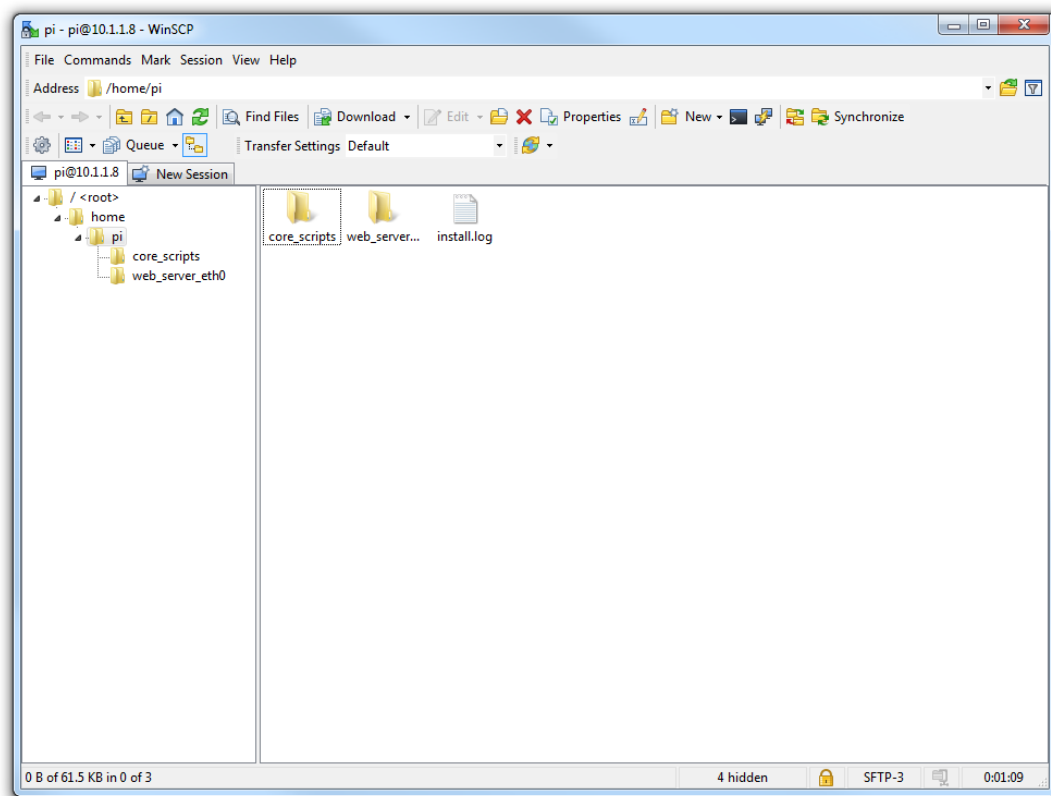 pi - pi@10.1.1.8 - WinSCP
File Commands Mark Session View Help
Address /home/pi
Find Files Download Edit Properties New Synchronize
Queue Transfer Settings Default
pi@10.1.1.8 New Session
/ <root>
home
pi
core_scripts
web_server_eth0
core_scripts web_server... install.log
0 B of 61.5 KB in 0 of 3 4 hidden SFTP-3 0:01:09